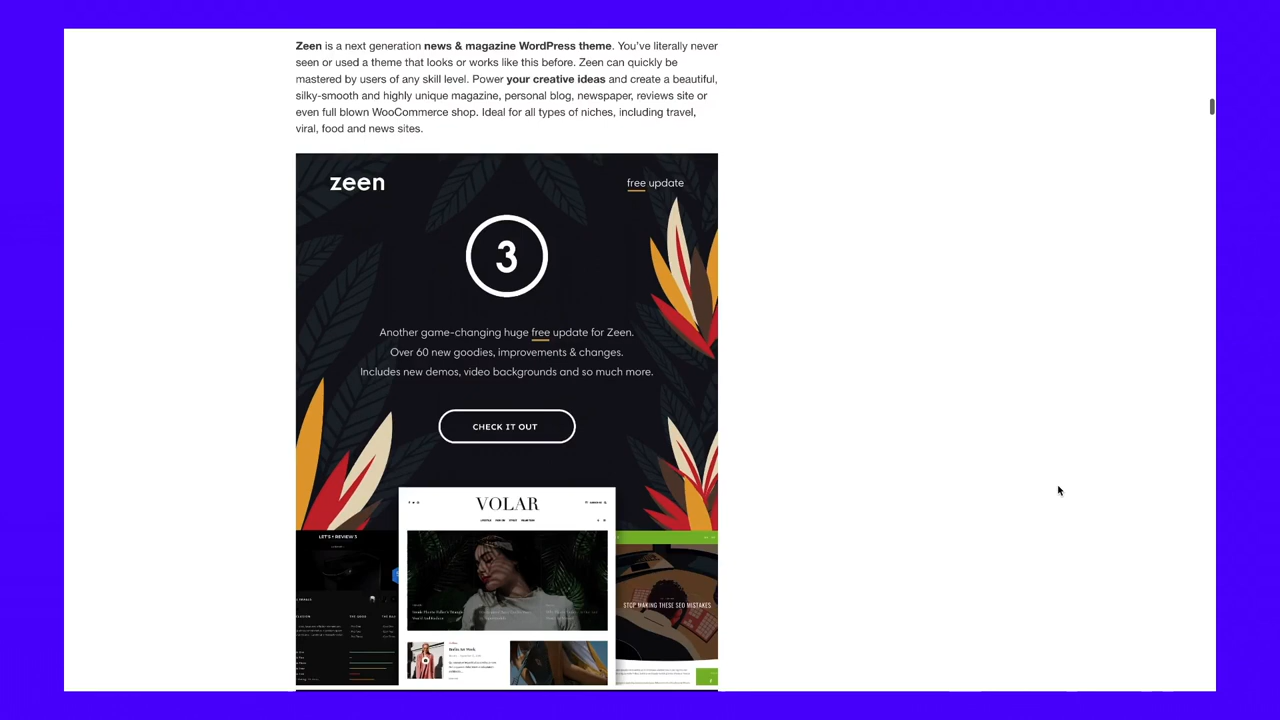 Zeen is a next generation news & magazine WordPress theme. You've literally never
seen or used a theme that looks or works like this before. Zeen can quickly be
mastered by users of any skill level. Power your creative ideas and create a beautiful,
silky-smooth and highly unique magazine, personal blog, newspaper, reviews site or
even full blown WooCommerce shop. Ideal for all types of niches, including travel,
viral, food and news sites.
zeen
free update
3
Another game-changing huge free update for Zeen.
Over 60 new goodies, improvements & changes.
Includes new demos, video backgrounds and so much more.
CHECK IT OUT
VOLAR
LET'S REVIEW 3
STOP MAKING THESE SEO MISTAKES